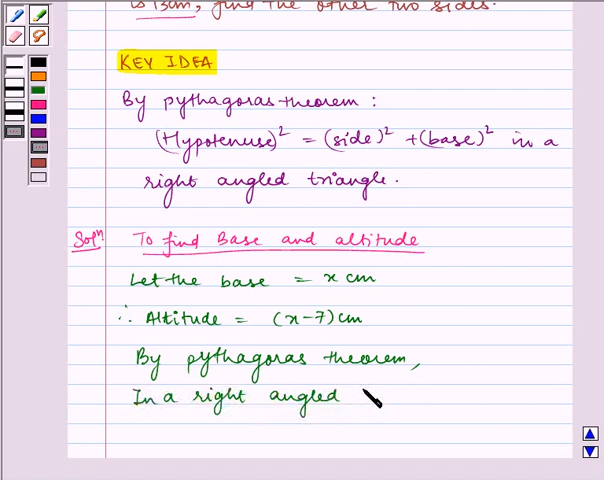 is 13cm, find the other two sides.
KEY IDEA
By pythagoras theorem :
(Hypotenuse)² = (side)² + (base)² in a
right angled triangle.
Solⁿ To find Base and altitude
Let the base = x cm
∴ Altitude = (x-7)cm
By pythagoras theorem,
In a right angled